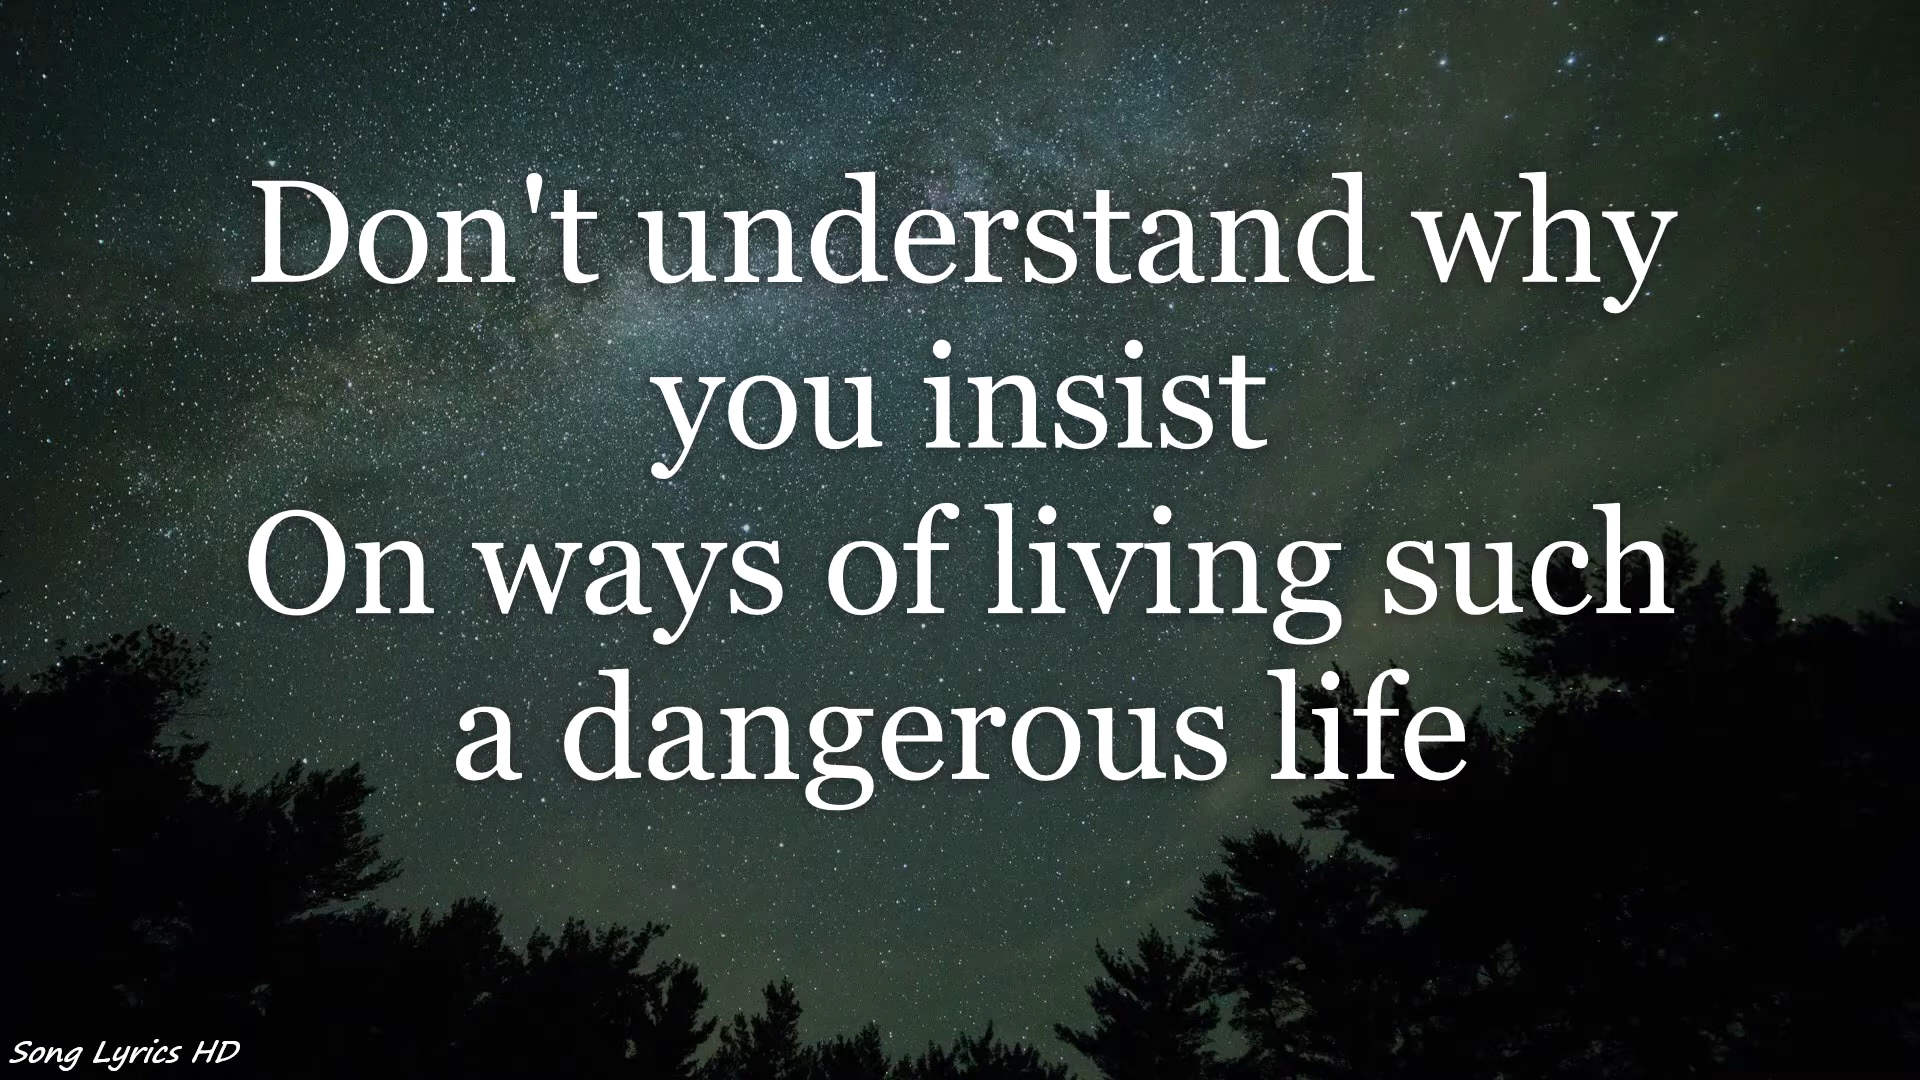 Don't understand why
you insist
On ways of living such
a dangerous life
Song Lyrics HD